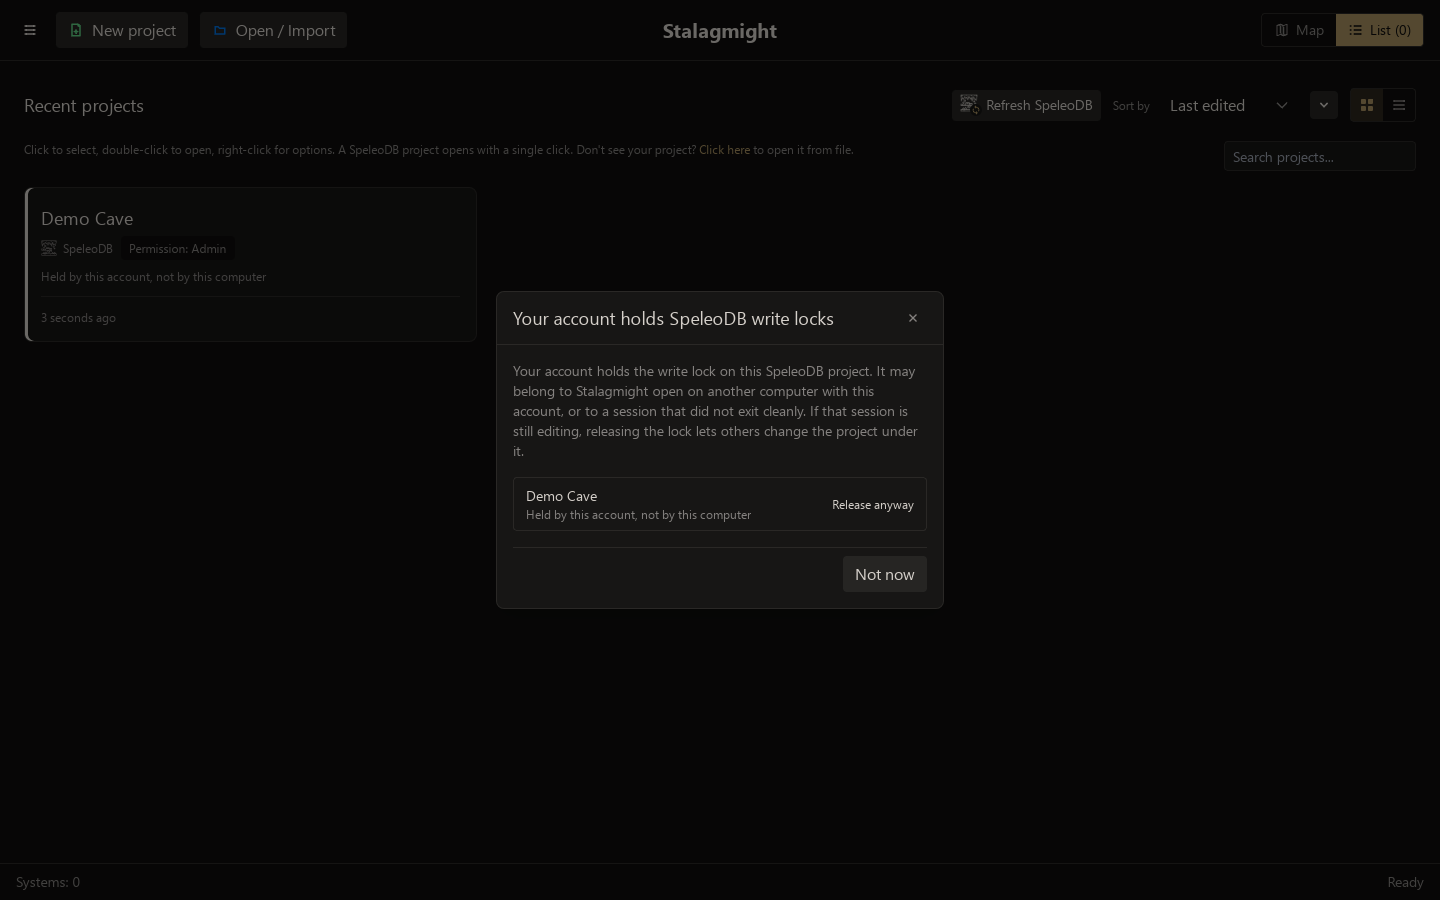 New project
Open / Import
Stalagmight
Map
List (0)
Recent projects
Refresh SpeleoDB
Sort by
Last edited
Click to select, double-click to open, right-click for options. A SpeleoDB project opens with a single click. Don't see your project? Click here to open it from file.
Search projects...
Demo Cave
SpeleoDB
Permission: Admin
Held by this account, not by this computer
3 seconds ago
Your account holds SpeleoDB write locks
Your account holds the write lock on this SpeleoDB project. It may
belong to Stalagmight open on another computer with this
account, or to a session that did not exit cleanly. If that session is
still editing, releasing the lock lets others change the project under
it.
Demo Cave
Held by this account, not by this computer
Release anyway
Not now
Systems: 0
Ready